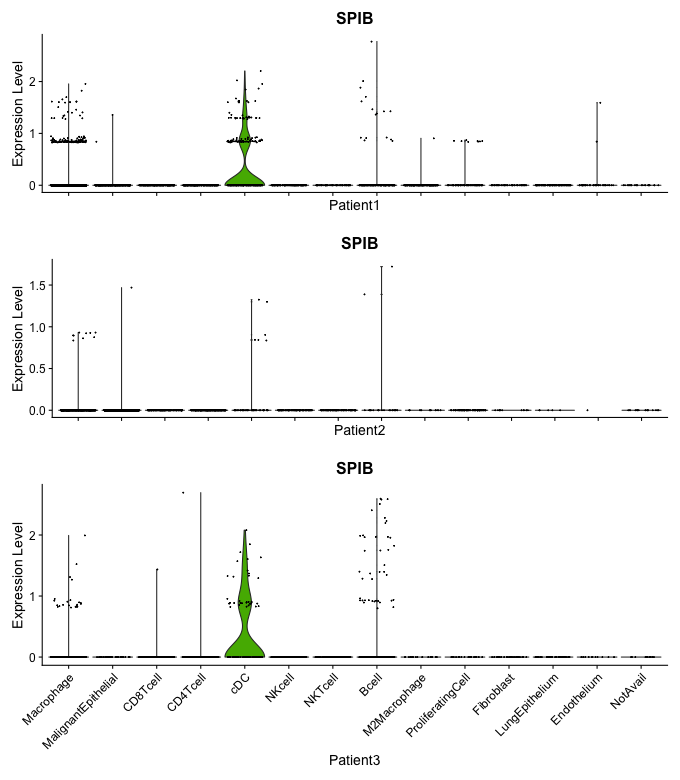 SPIB
Expression Level
2
1
0
Patient1
SPIB
Expression Level
1.5
1.0
0.5
0.0
Patient2
SPIB
Expression Level
2
1
0
Macrophage
MalignantEpithelial
CD8Tcell
CD4Tcell
cDC
NKcell
NKTcell
Bcell
M2Macrophage
ProliferatingCell
Fibroblast
LungEpithelium
Endothelium
NotAvail
Patient3